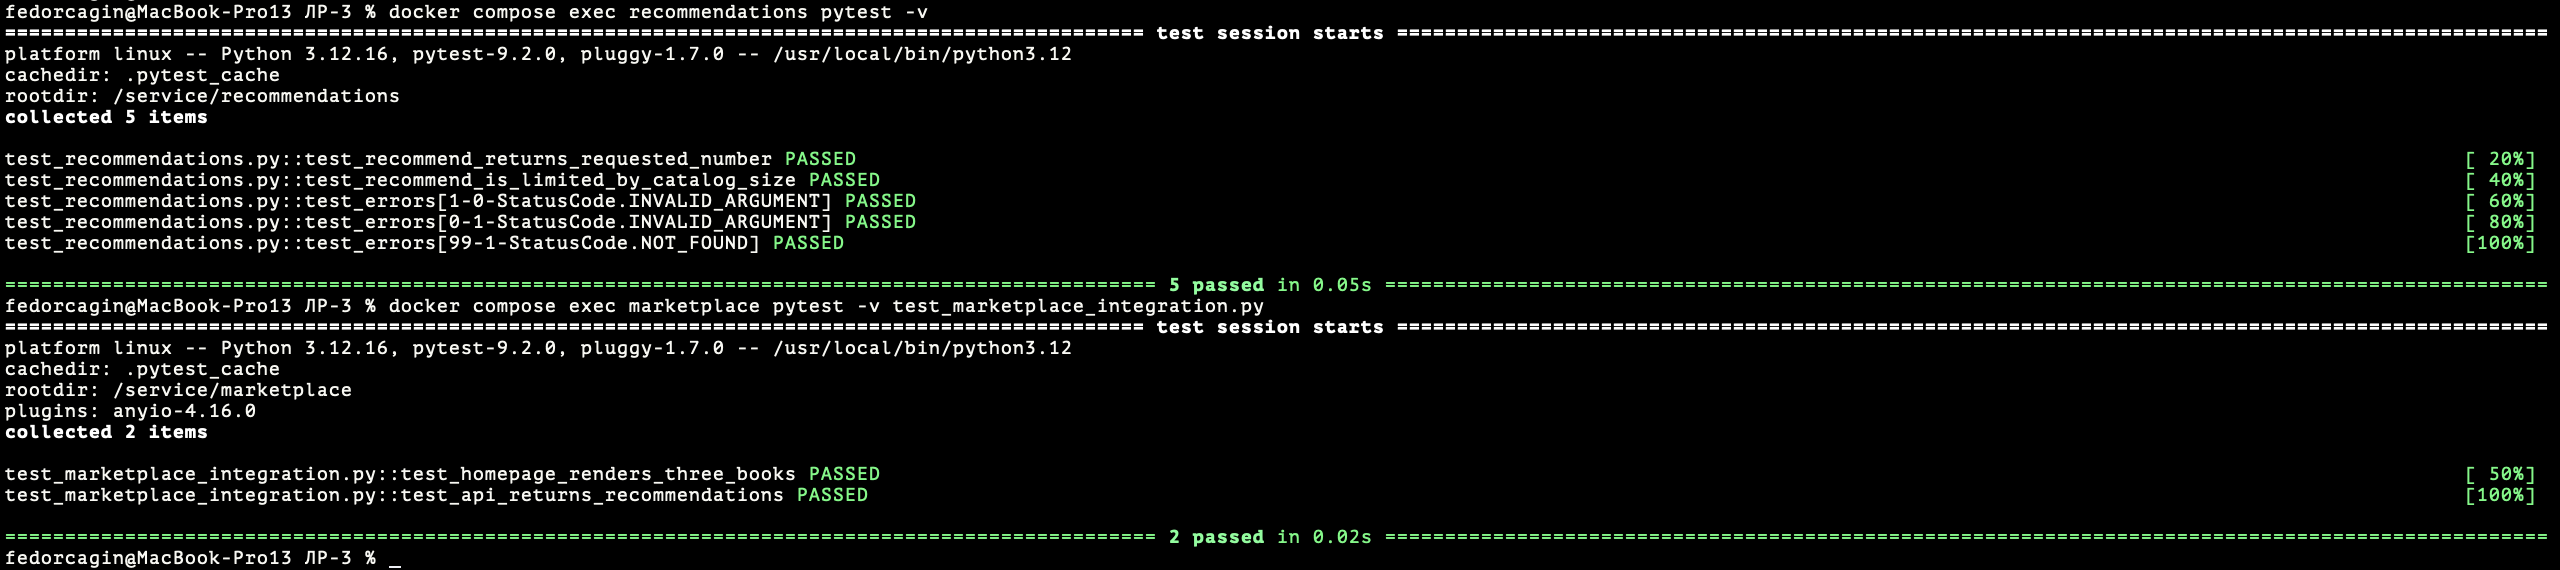 fedorcagin@MacBook-Pro13 ЛР-3 % docker compose exec recommendations pytest -v
=============================================================================================== test session starts ================================================================================================
platform linux -- Python 3.12.16, pytest-9.2.0, pluggy-1.7.0 -- /usr/local/bin/python3.12
cachedir: .pytest_cache
rootdir: /service/recommendations
collected 5 items
test_recommendations.py::test_recommend_returns_requested_number PASSED [ 20%]
test_recommendations.py::test_recommend_is_limited_by_catalog_size PASSED [ 40%]
test_recommendations.py::test_errors[1-0-StatusCode.INVALID_ARGUMENT] PASSED [ 60%]
test_recommendations.py::test_errors[0-1-StatusCode.INVALID_ARGUMENT] PASSED [ 80%]
test_recommendations.py::test_errors[99-1-StatusCode.NOT_FOUND] PASSED [100%]
================================================================================================ 5 passed in 0.05s =================================================================================================
fedorcagin@MacBook-Pro13 ЛР-3 % docker compose exec marketplace pytest -v test_marketplace_integration.py
=============================================================================================== test session starts ================================================================================================
platform linux -- Python 3.12.16, pytest-9.2.0, pluggy-1.7.0 -- /usr/local/bin/python3.12
cachedir: .pytest_cache
rootdir: /service/marketplace
plugins: anyio-4.16.0
collected 2 items
test_marketplace_integration.py::test_homepage_renders_three_books PASSED [ 50%]
test_marketplace_integration.py::test_api_returns_recommendations PASSED [100%]
================================================================================================ 2 passed in 0.02s =================================================================================================
fedorcagin@MacBook-Pro13 ЛР-3 % _